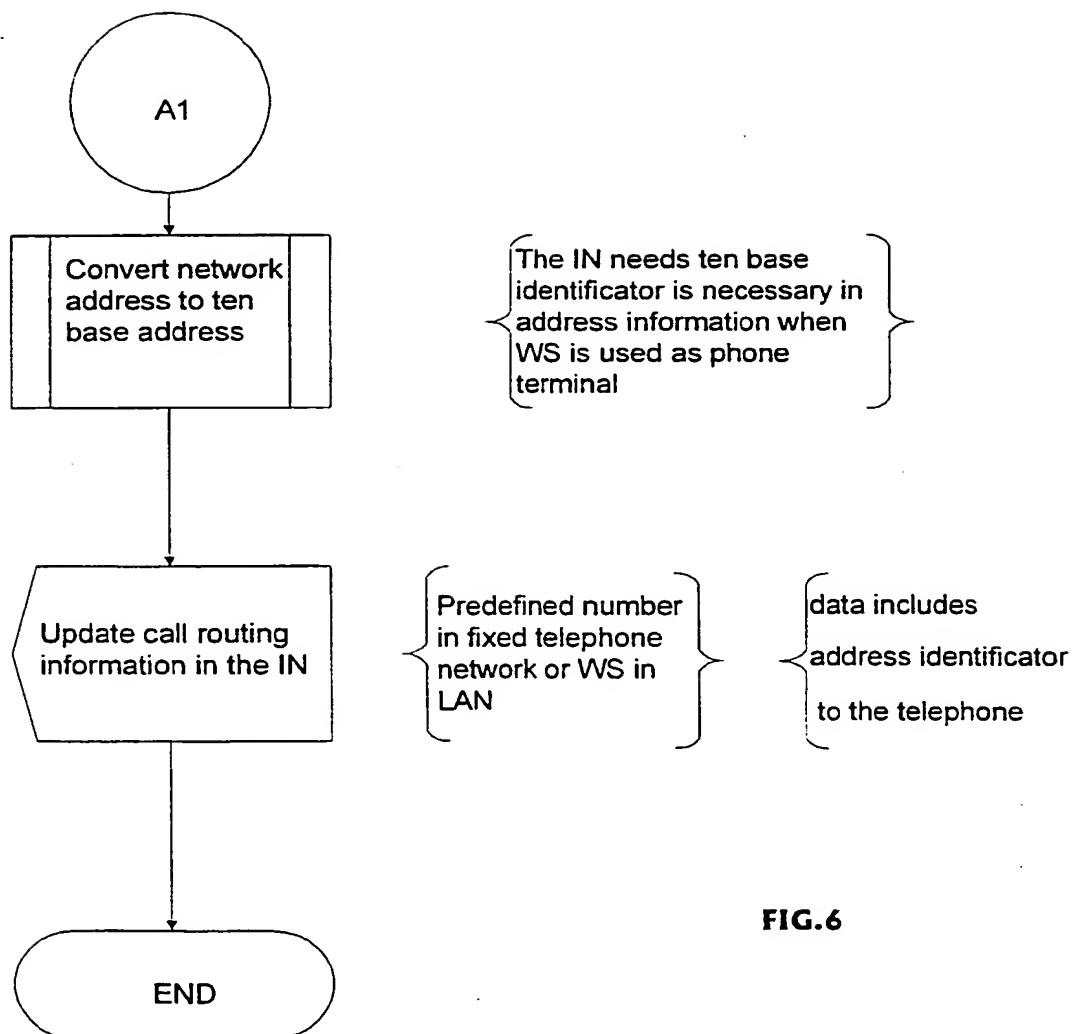 A1
Convert network
address to ten
base address
The IN needs ten base
identificator is necessary in
address information when
WS is used as phone
terminal
Update call routing
information in the IN
Predefined number
in fixed telephone
network or WS in
LAN
data includes
address identificator
to the telephone
FIG.6
END